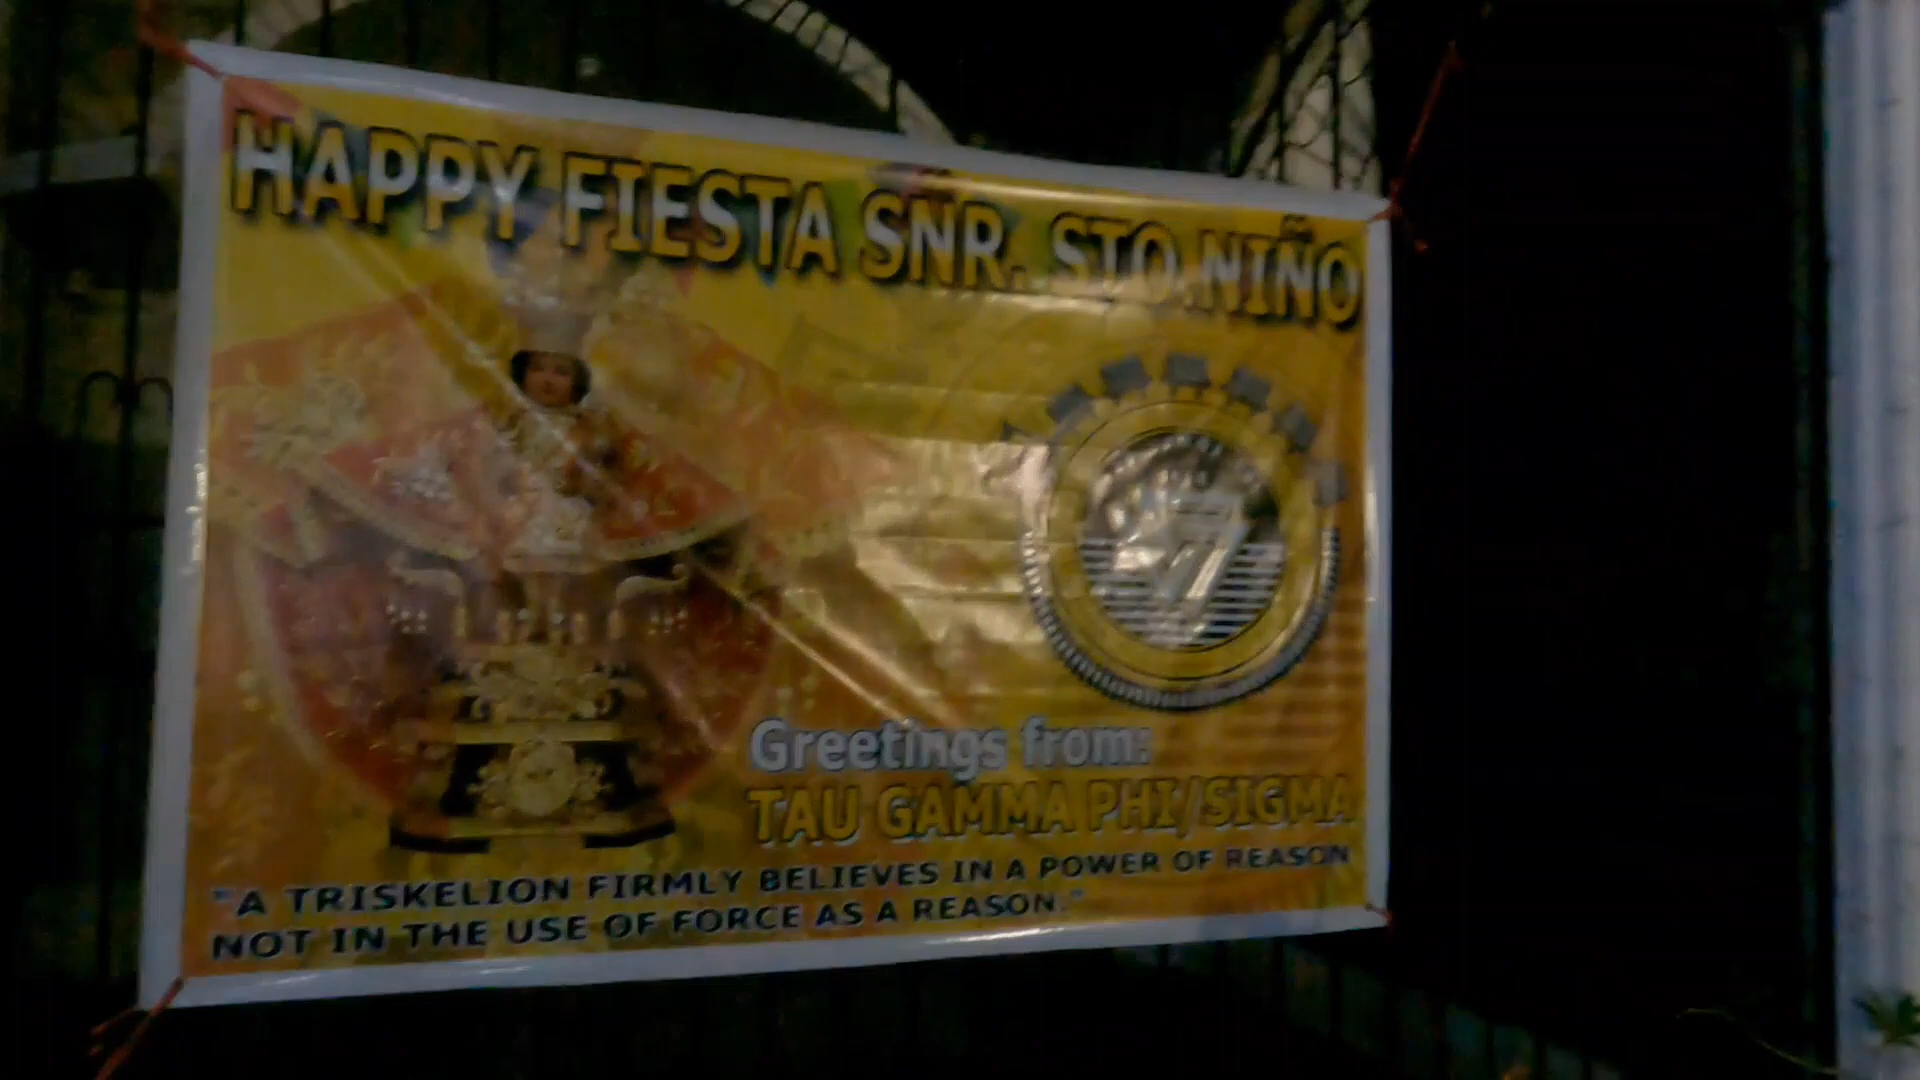 HAPPY FIESTA SÑR. STO.NIÑO
Greetings from:
TAU GAMMA PHI/SIGMA
"A TRISKELION FIRMLY BELIEVES IN A POWER OF REASON
NOT IN THE USE OF FORCE AS A REASON."